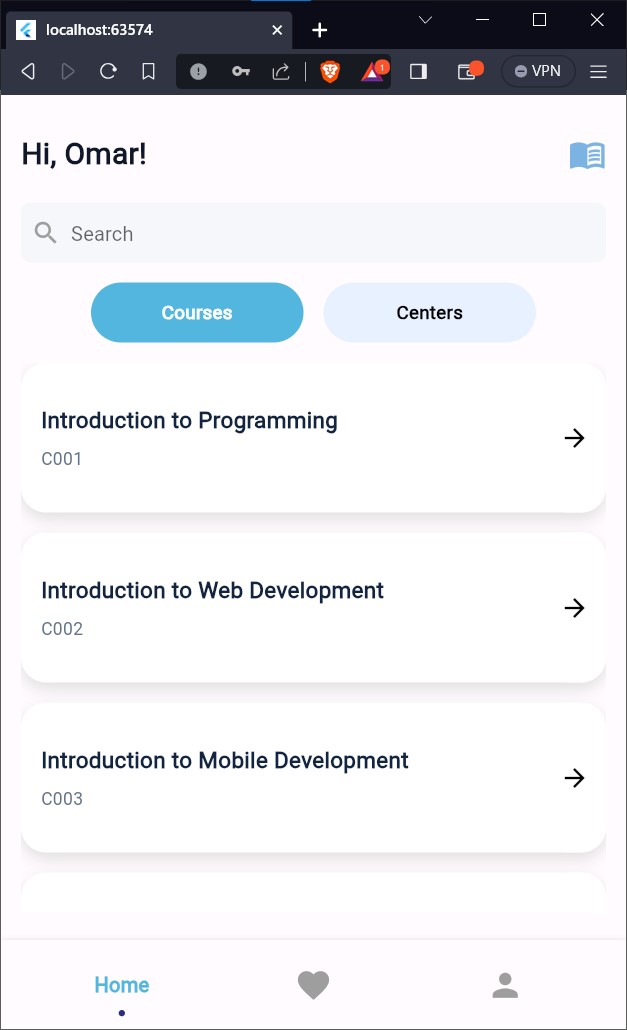 localhost:63574
1
VPN
Hi, Omar!
Search
Courses
Centers
Introduction to Programming
C001
Introduction to Web Development
C002
Introduction to Mobile Development
C003
Home